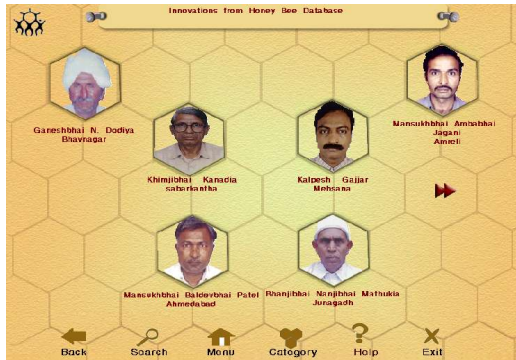 Innovations from Honey Bee Database
Ganeshbhai N. Dodiya
Bhavnagar
Khimjibhai Kanadia
sabarkantha
Kalpesh Gajjar
Mehsana
Mansukhbhai Ambabhai
Jagani
Amreli
Mansukhbhai Baldevbhai Patel
Ahmedabad
Bhanjibhai Nanjibhai Mathukia
Junagadh
Back Search Menu Category Help Exit